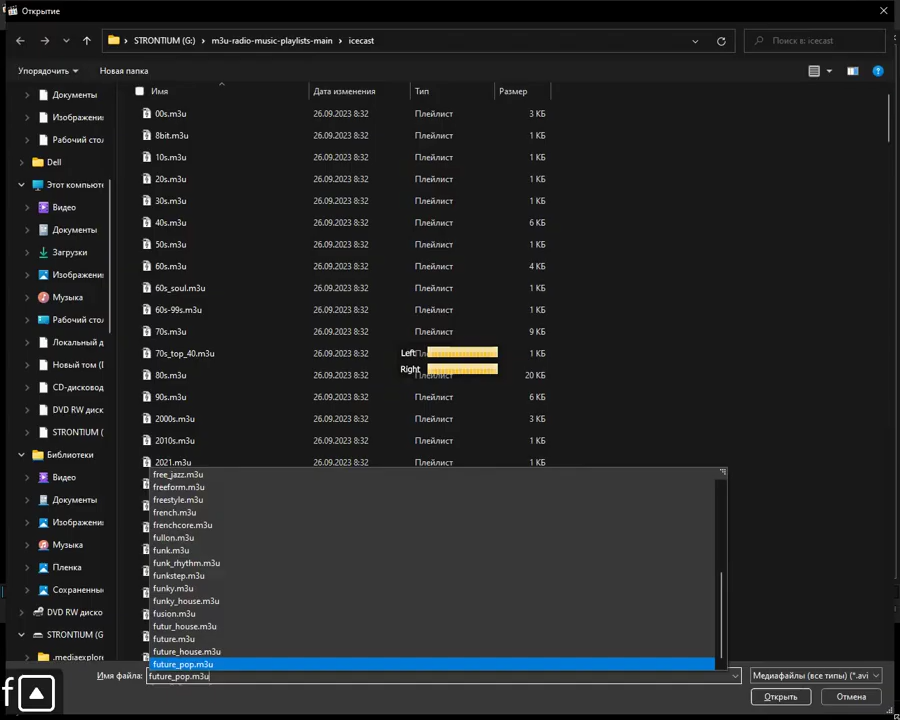 Открытие
STRONTIUM (G:) › m3u-radio-music-playlists-main › icecast
Поиск в: icecast
Упорядочить
Новая папка
Документы
Изображени
Рабочий стол
Dell
Этот компьюте
Видео
Документы
Загрузки
Изображени
Музыка
Рабочий стол
Локальный д
Новый том (D
CD-дисковод
DVD RW диск
STRONTIUM (
Библиотеки
Видео
Документы
Изображени
Музыка
Пленка
Сохраненны
DVD RW диско
STRONTIUM (G
.mediaexplore
Имя Дата изменения Тип Размер
00s.m3u 26.09.2023 8:32 Плейлист 3 КБ
8bit.m3u 26.09.2023 8:32 Плейлист 1 КБ
10s.m3u 26.09.2023 8:32 Плейлист 1 КБ
20s.m3u 26.09.2023 8:32 Плейлист 1 КБ
30s.m3u 26.09.2023 8:32 Плейлист 1 КБ
40s.m3u 26.09.2023 8:32 Плейлист 6 КБ
50s.m3u 26.09.2023 8:32 Плейлист 1 КБ
60s.m3u 26.09.2023 8:32 Плейлист 4 КБ
60s_soul.m3u 26.09.2023 8:32 Плейлист 1 КБ
60s-99s.m3u 26.09.2023 8:32 Плейлист 1 КБ
70s.m3u 26.09.2023 8:32 Плейлист 9 КБ
70s_top_40.m3u 26.09.2023 8:32 1 КБ
Left
Right
80s.m3u 26.09.2023 8:32 Плейлист 20 КБ
90s.m3u 26.09.2023 8:32 Плейлист 6 КБ
2000s.m3u 26.09.2023 8:32 Плейлист 3 КБ
2010s.m3u 26.09.2023 8:32 Плейлист 1 КБ
2021.m3u 26.09.2023 8:32 Плейлист 1 КБ
free_jazz.m3u
freeform.m3u
freestyle.m3u
french.m3u
frenchcore.m3u
fullon.m3u
funk.m3u
funk_rhythm.m3u
funkstep.m3u
funky.m3u
funky_house.m3u
fusion.m3u
futur_house.m3u
future.m3u
future_house.m3u
future_pop.m3u
Имя файла: future_pop.m3u
Медиафайлы (все типы) (*.avi
Открыть
Отмена
f